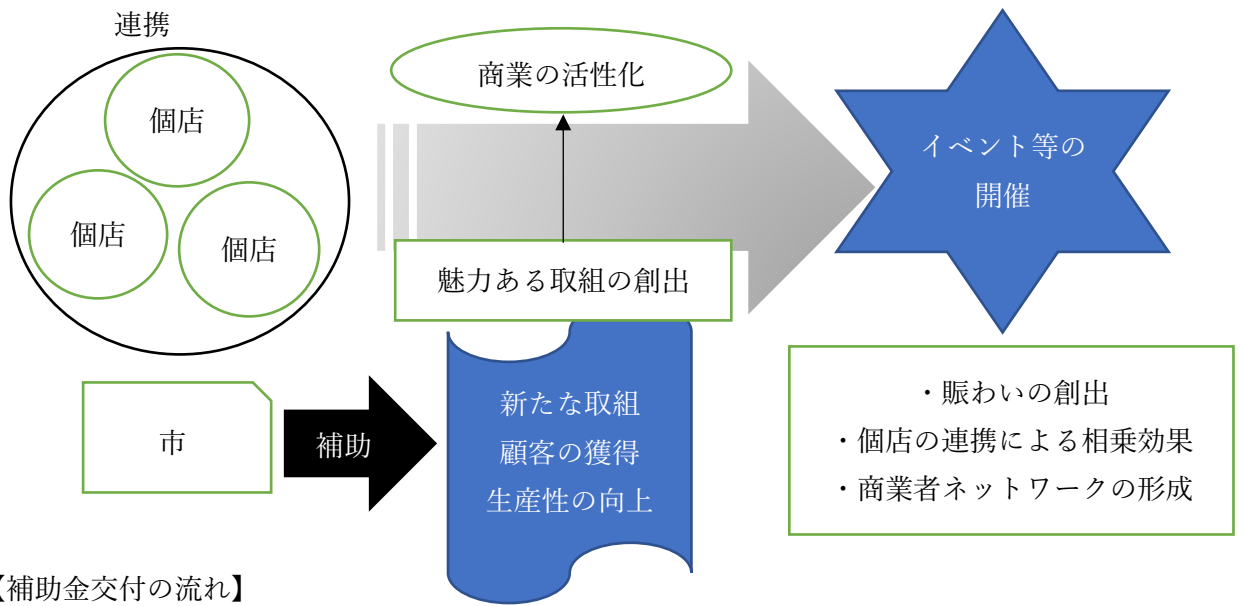 連携
個店
個店
個店
商業の活性化
魅力ある取組の創出
イベント等の
開催
市
補助
新たな取組
顧客の獲得
生産性の向上
・賑わいの創出
・個店の連携による相乗効果
・商業者ネットワークの形成
【補助金交付の流れ】